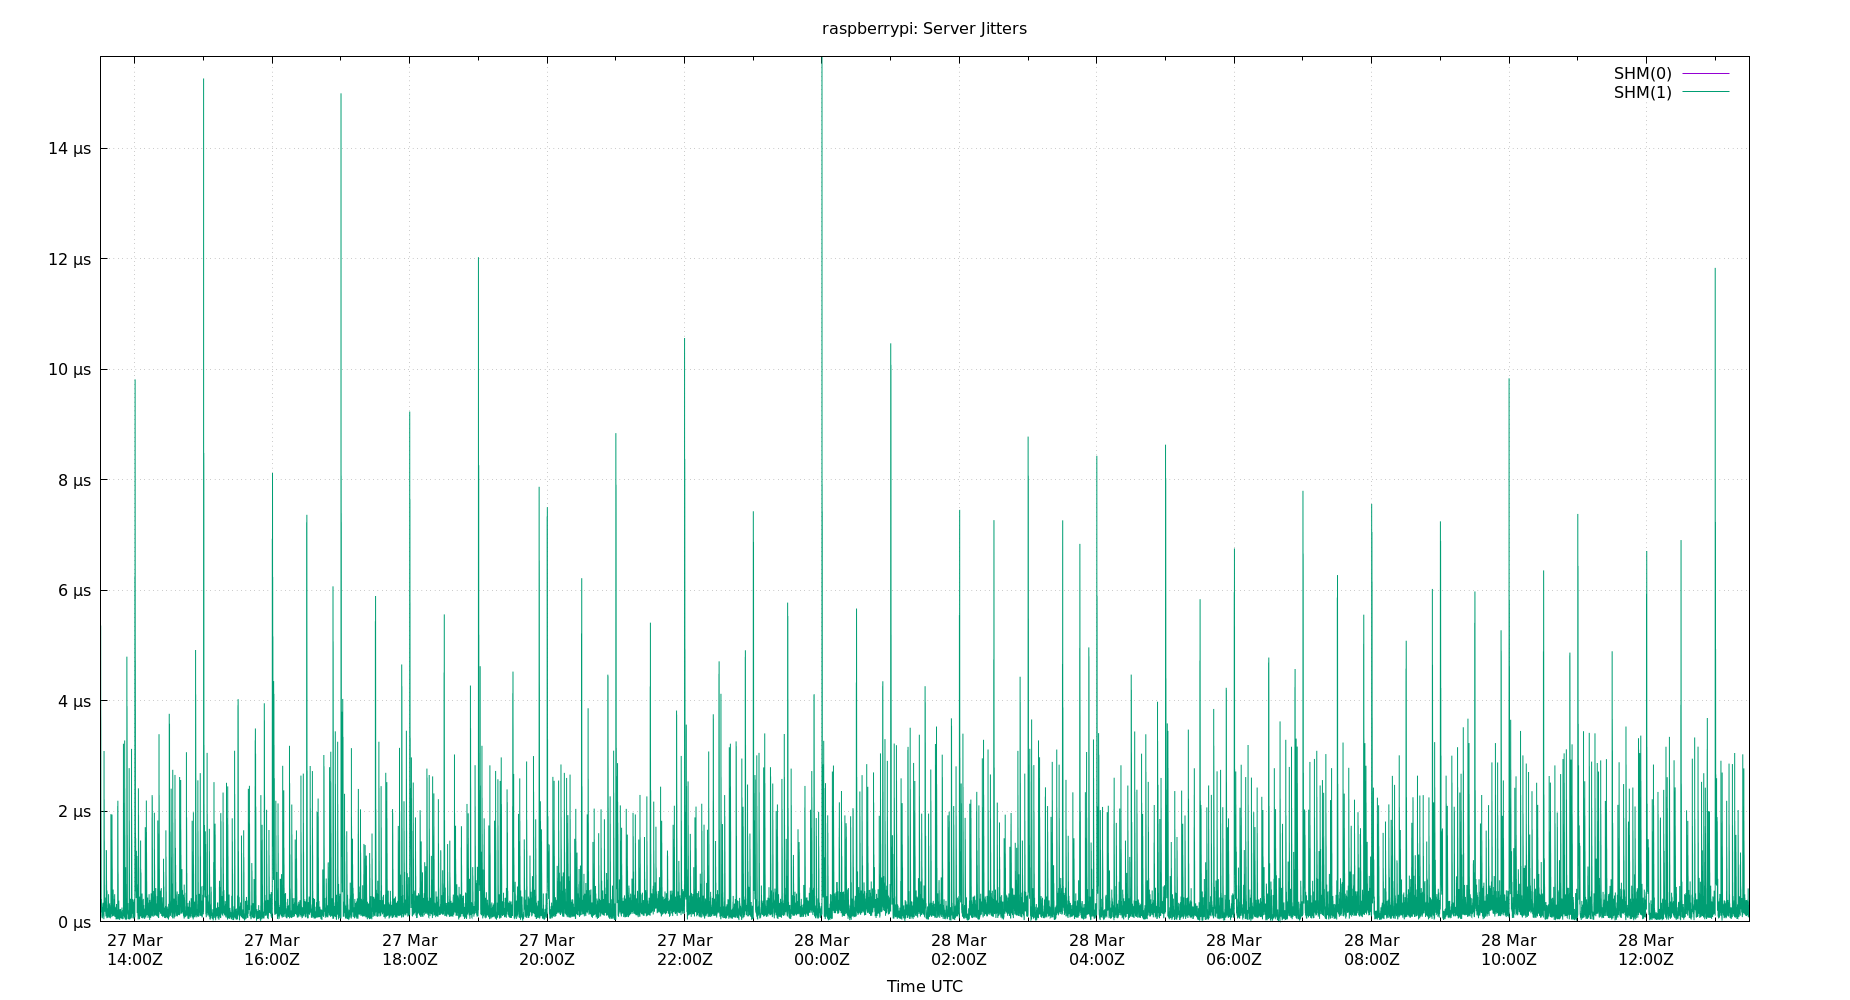 raspberrypi: Server Jitters
SHM(0)
SHM(1)
14 µs
12 µs
10 µs
8 µs
6 µs
4 µs
2 µs
0 µs
27 Mar 27 Mar 27 Mar 27 Mar 27 Mar 28 Mar 28 Mar 28 Mar 28 Mar 28 Mar 28 Mar 28 Mar
14:00Z 16:00Z 18:00Z 20:00Z 22:00Z 00:00Z 02:00Z 04:00Z 06:00Z 08:00Z 10:00Z 12:00Z
Time UTC